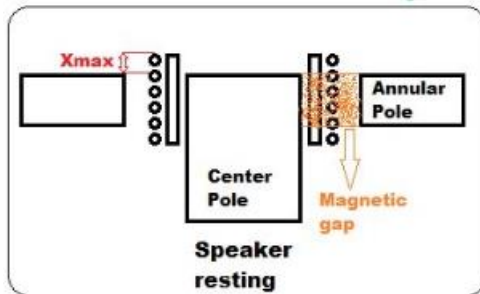 Xmax
Annular
Pole
Center
Pole
Magnetic
gap
Speaker
resting